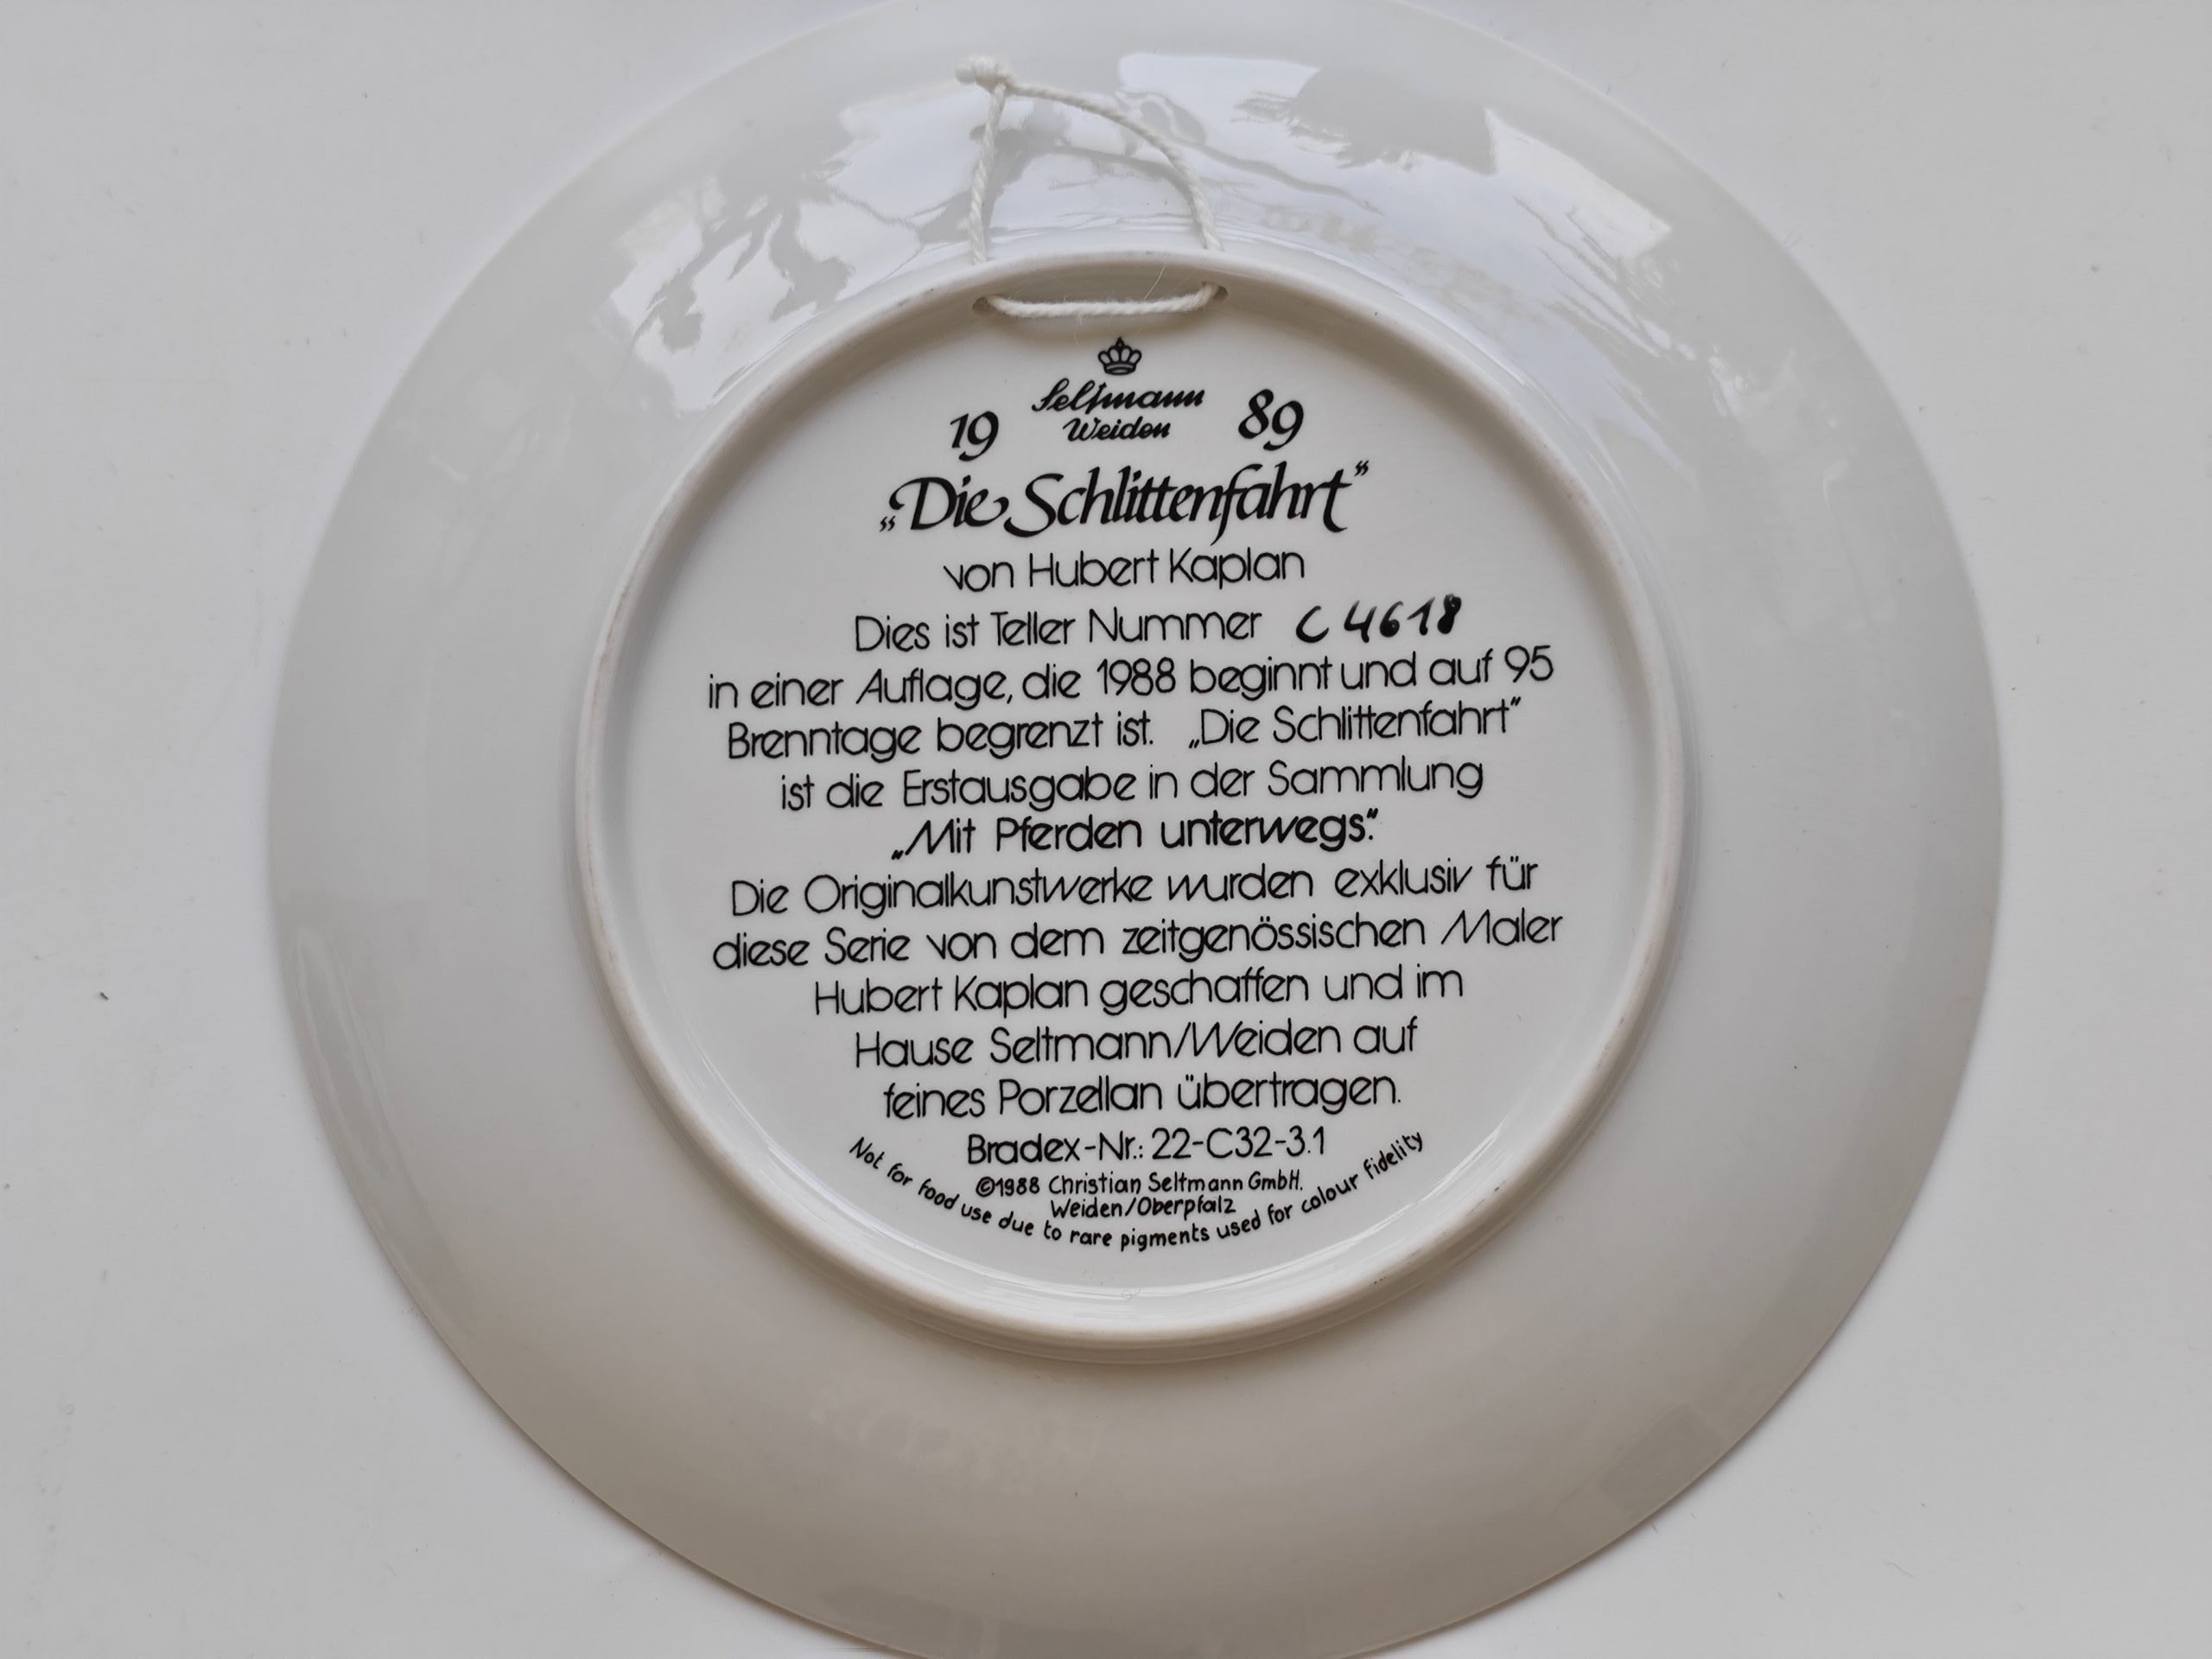 Seltmann
Weiden
19 89
„Die Schlittenfahrt”
von Hubert Kaplan
Dies ist Teller Nummer C 4618
in einer Auflage, die 1988 beginnt und auf 95
Brenntage begrenzt ist. „Die Schlittenfahrt”
ist die Erstausgabe in der Sammlung
„Mit Pferden unterwegs”.
Die Originalkunstwerke wurden exklusiv für
diese Serie von dem zeitgenössischen Maler
Hubert Kaplan geschaffen und im
Hause Seltmann/Weiden auf
feines Porzellan übertragen.
Bradex-Nr.: 22-C32-3.1
©1988 Christian Seltmann GmbH.
Weiden/Oberpfalz
Not for food use due to rare pigments used for colour fidelity